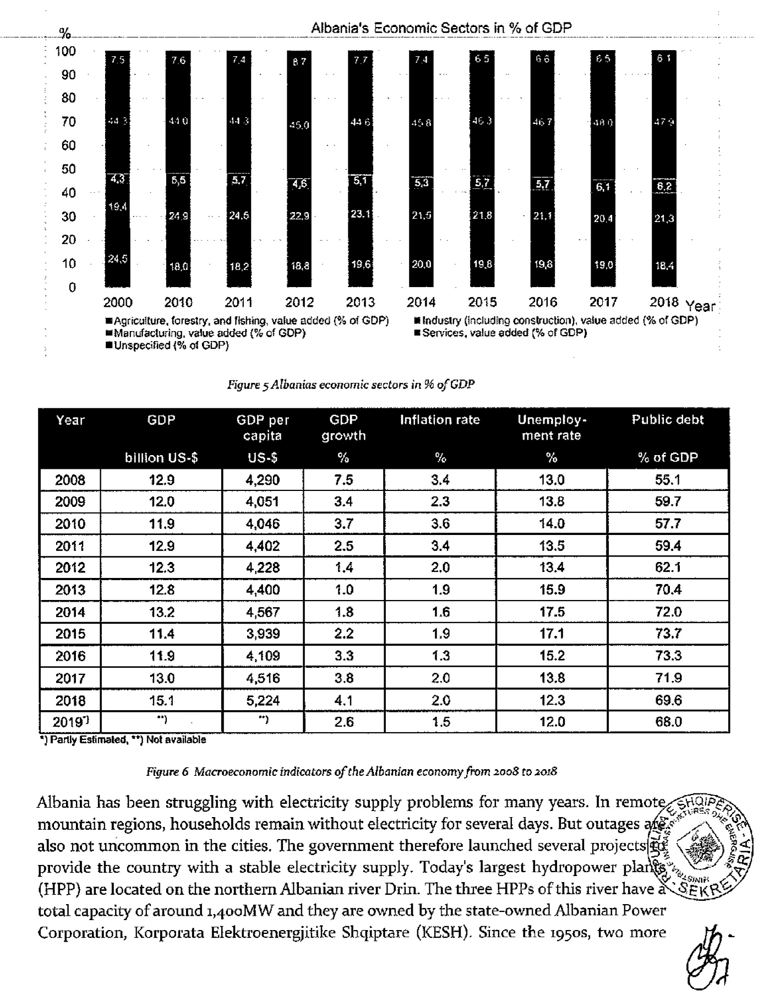 Albania's Economic Sectors in % of GDP
%
100
90
80
70
60
50
40
30
20
10
0
7.5 7.6 7.4 8.7 7.7 7.4 6.5 6.6 6.5 6.1
44.3 44.0 44.3 45.0 44.6 45.8 46.3 46.7 48.0 47.9
4,3 5,5 5,7 4,6 5,1 5,3 5,7 5,7 6,1 6,2
19,4 24,9 24,5 22,9 23,1 21,5 21,8 21,1 20,4 21,3
24,5 18,0 18,2 18,8 19,6 20,0 19,8 19,8 19,0 18,4
2000 2010 2011 2012 2013 2014 2015 2016 2017 2018 Year
Agriculture, forestry, and fishing, value added (% of GDP) Industry (including construction), value added (% of GDP)
Manufacturing, value added (% of GDP) Services, value added (% of GDP)
Unspecified (% of GDP)
Figure 5 Albanias economic sectors in % of GDP
Year GDP GDP per GDP Inflation rate Unemploy- Public debt
capita growth ment rate
billion US-$ US-$ % % % % of GDP
2008 12.9 4,290 7.5 3.4 13.0 55.1
2009 12.0 4,051 3.4 2.3 13.8 59.7
2010 11.9 4,046 3.7 3.6 14.0 57.7
2011 12.9 4,402 2.5 3.4 13.5 59.4
2012 12.3 4,228 1.4 2.0 13.4 62.1
2013 12.8 4,400 1.0 1.9 15.9 70.4
2014 13.2 4,567 1.8 1.6 17.5 72.0
2015 11.4 3,939 2.2 1.9 17.1 73.7
2016 11.9 4,109 3.3 1.3 15.2 73.3
2017 13.0 4,516 3.8 2.0 13.8 71.9
2018 15.1 5,224 4.1 2.0 12.3 69.6
2019*) **) **) 2.6 1.5 12.0 68.0
*) Partly Estimated, **) Not available
Figure 6 Macroeconomic indicators of the Albanian economy from 2008 to 2018
Albania has been struggling with electricity supply problems for many years. In remote
mountain regions, households remain without electricity for several days. But outages are
also not uncommon in the cities. The government therefore launched several projects to
provide the country with a stable electricity supply. Today's largest hydropower plants
(HPP) are located on the northern Albanian river Drin. The three HPPs of this river have a
total capacity of around 1,400MW and they are owned by the state-owned Albanian Power
Corporation, Korporata Elektroenergjitike Shqiptare (KESH). Since the 1950s, two more
REPUBLIKA E SHQIPERISE
MINISTRIA E INFRASTRUKTURES DHE ENERGJISE
- SEKRETARIA -